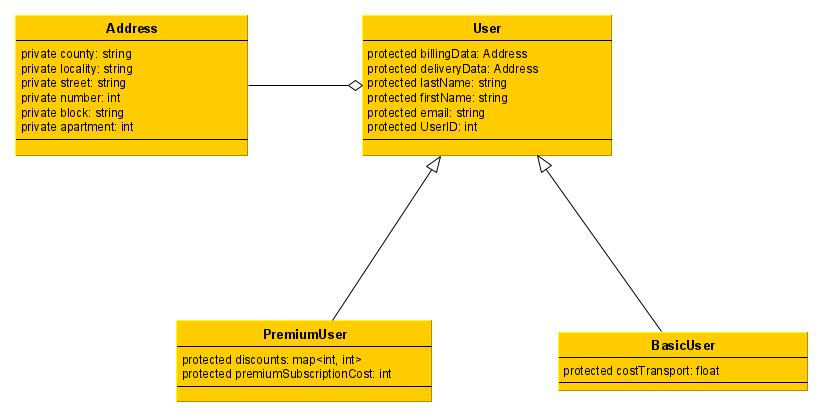 Address
private county: string
private locality: string
private street: string
private number: int
private block: string
private apartment: int
User
protected billingData: Address
protected deliveryData: Address
protected lastName: string
protected firstName: string
protected email: string
protected UserID: int
PremiumUser
protected discounts: map<int, int>
protected premiumSubscriptionCost: int
BasicUser
protected costTransport: float